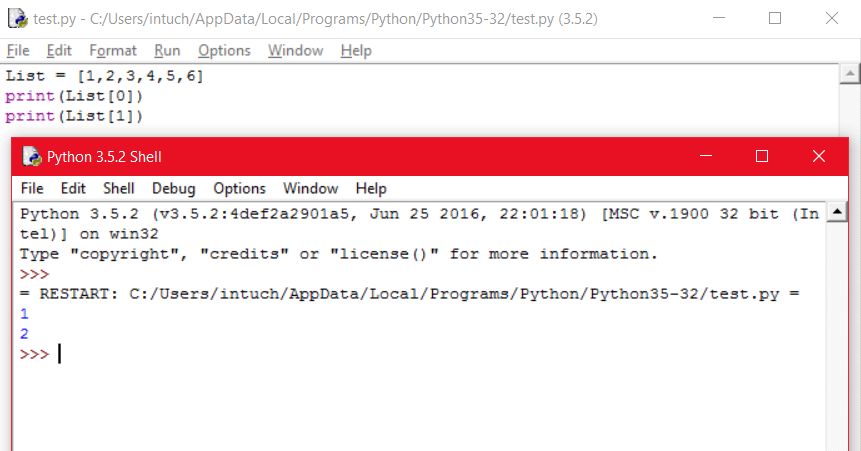 test.py - C:/Users/intuch/AppData/Local/Programs/Python/Python35-32/test.py (3.5.2)
File Edit Format Run Options Window Help
List = [1,2,3,4,5,6]
print(List[0])
print(List[1])
Python 3.5.2 Shell
File Edit Shell Debug Options Window Help
Python 3.5.2 (v3.5.2:4def2a2901a5, Jun 25 2016, 22:01:18) [MSC v.1900 32 bit (In
tel)] on win32
Type "copyright", "credits" or "license()" for more information.
>>>
= RESTART: C:/Users/intuch/AppData/Local/Programs/Python/Python35-32/test.py =
1
2
>>>